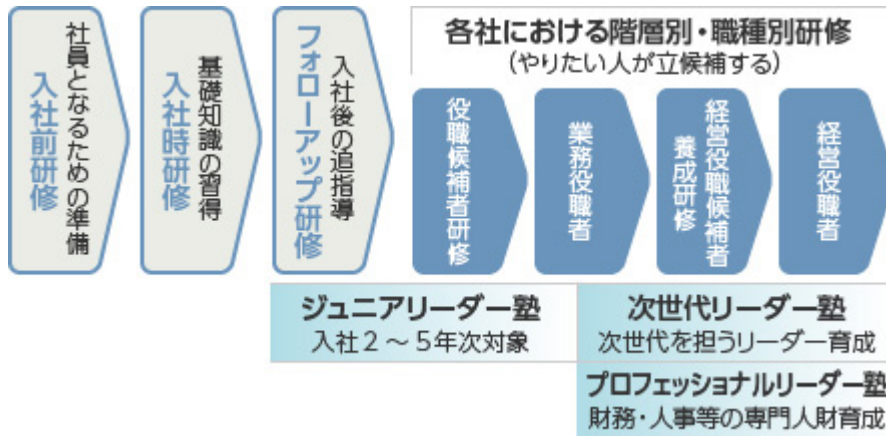 社員となるための準備
入社前研修
基礎知識の習得
入社時研修
入社後の追指導
フォローアップ研修
各社における階層別・職種別研修
(やりたい人が立候補する)
役職候補者研修
業務役職者
経営役職候補者
養成研修
経営役職者
ジュニアリーダー塾
入社2～5年次対象
次世代リーダー塾
次世代を担うリーダー育成
プロフェッショナルリーダー塾
財務・人事等の専門人財育成